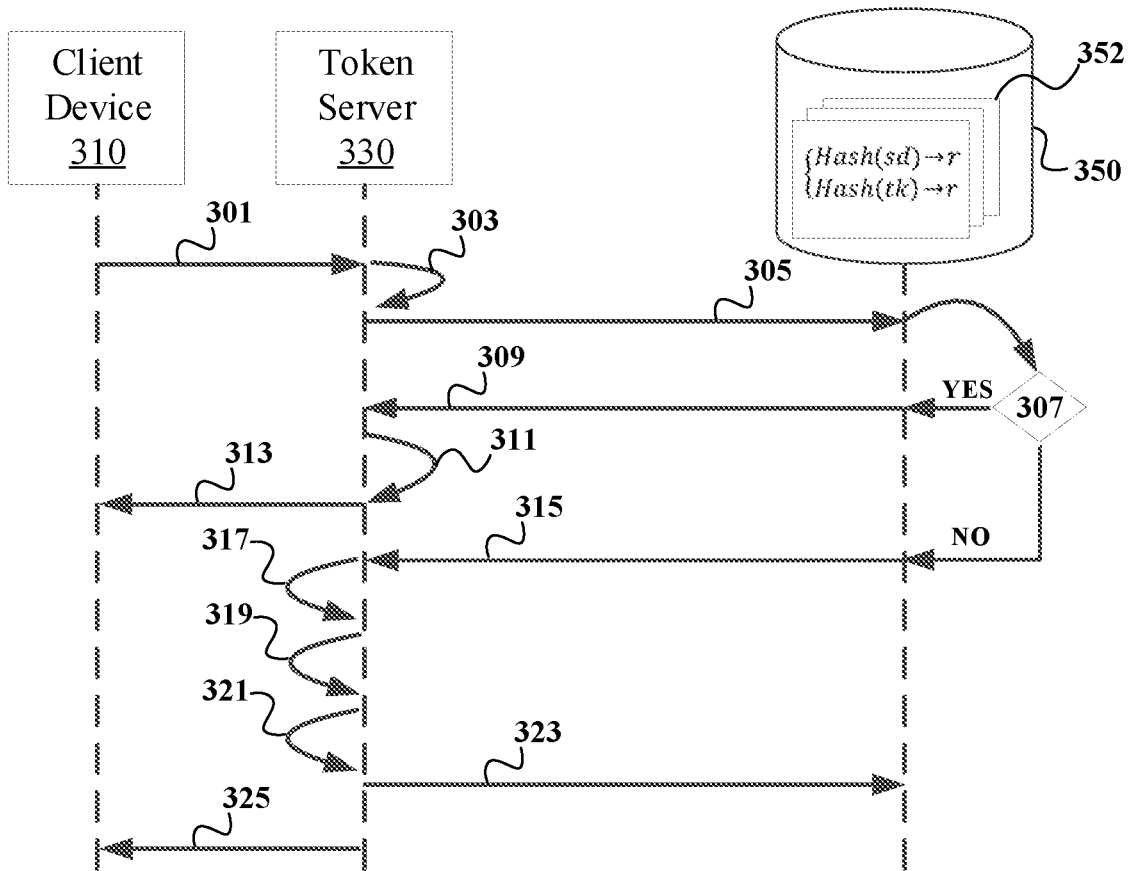 Client
Device
310
Token
Server
330
352
{Hash(sd)→r
Hash(tk)→r
350
301
303
305
309
YES
307
311
313
315
NO
317
319
321
323
325